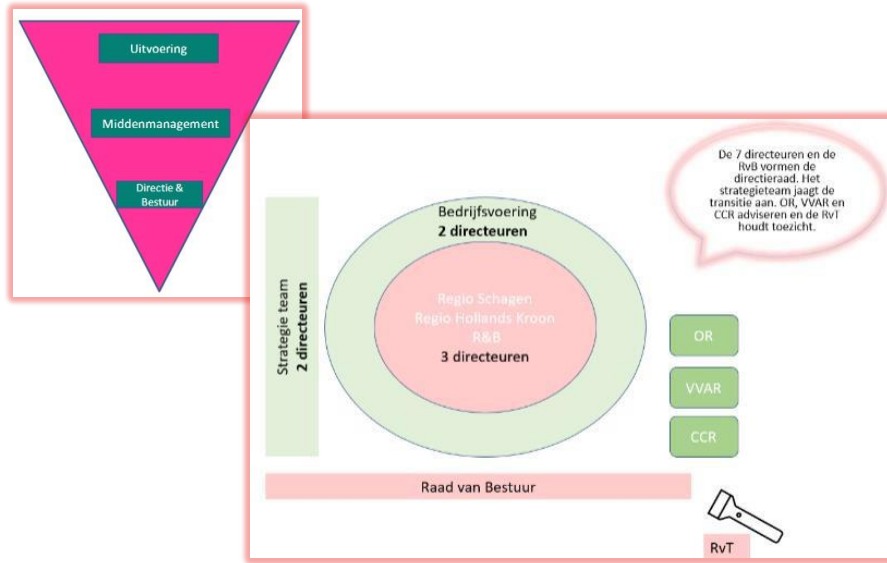 Uitvoering
Middenmanagement
Directie &
Bestuur
De 7 directeuren en de
RvB vormen de
directieraad. Het
strategieteam jaagt de
transitie aan. OR, VVAR en
CCR adviseren en de RvT
houdt toezicht.
Bedrijfsvoering
2 directeuren
Strategie team
2 directeuren
Regio Schagen
Regio Hollands Kroon
R&B
3 directeuren
OR
VVAR
CCR
Raad van Bestuur
RvT